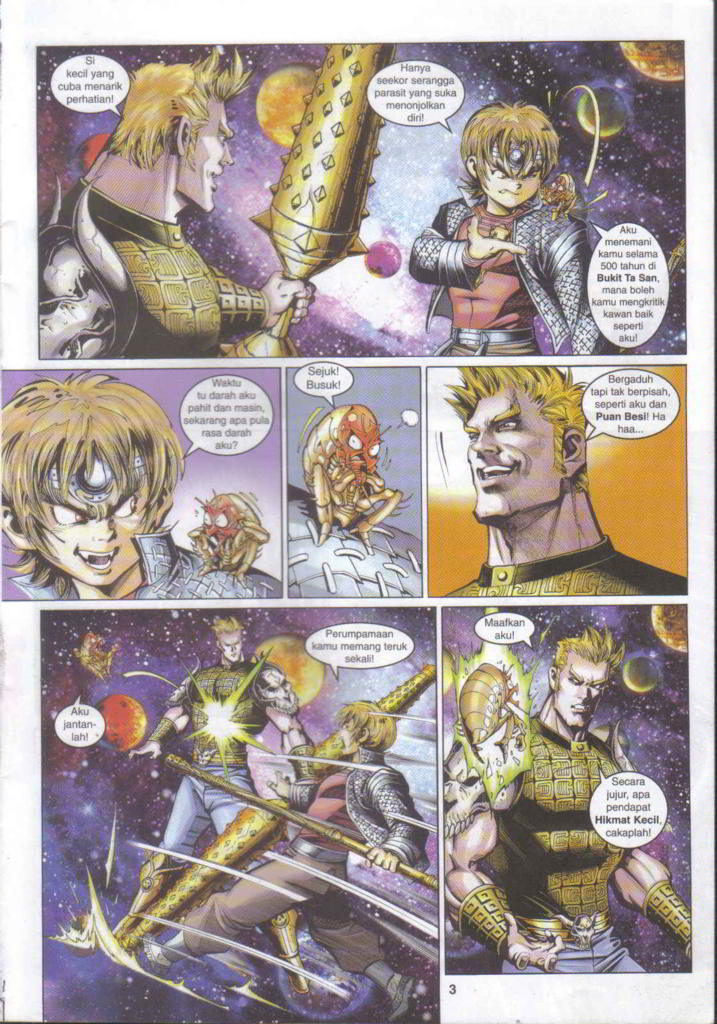 Si
kecil yang
cuba menarik
perhatian!
Hanya
seekor serangga
parasit yang suka
menonjolkan
diri!
Aku
menemani
kamu selama
500 tahun di
Bukit Ta San,
mana boleh
kamu mengkritik
kawan baik
seperti
aku!
Waktu
tu darah aku
pahit dan masin,
sekarang apa pula
rasa darah
aku?
Sejuk!
Busuk!
Bergaduh
tapi tak berpisah,
seperti aku dan
Puan Besi! Ha
haa...
Perumpamaan
kamu memang teruk
sekali!
Aku
jantan-
lah!
Maafkan
aku!
Secara
jujur, apa
pendapat
Hikmat Kecil,
cakaplah!
3